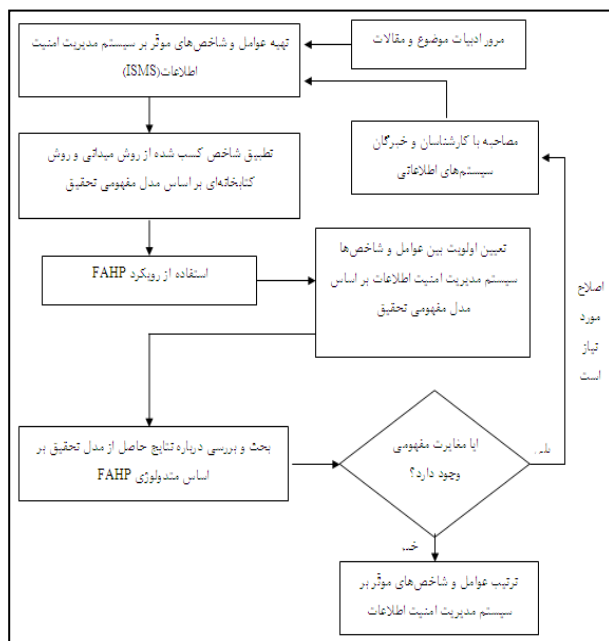 مرور ادبیات موضوع و مقالات
تهیه عوامل و شاخص‌های موثر بر سیستم مدیریت امنیت
اطلاعات(ISMS)
مصاحبه با کارشناسان و خبرگان
سیستم‌های اطلاعاتی
تطبیق شاخص کسب شده از روش میدانی و روش
کتابخانه‌ای بر اساس مدل مفهومی تحقیق
استفاده از رویکرد FAHP
تعیین اولویت بین عوامل و شاخص‌ها
سیستم مدیریت امنیت اطلاعات بر اساس
مدل مفهومی تحقیق
اصلاح
مورد
نیاز
است
بحث و بررسی درباره نتایج حاصل از مدل تحقیق بر
اساس متدولوژی FAHP
ایا مغایرت مفهومی
وجود دارد؟
ترتیب عوامل و شاخص‌های موثر بر
سیستم مدیریت امنیت اطلاعات